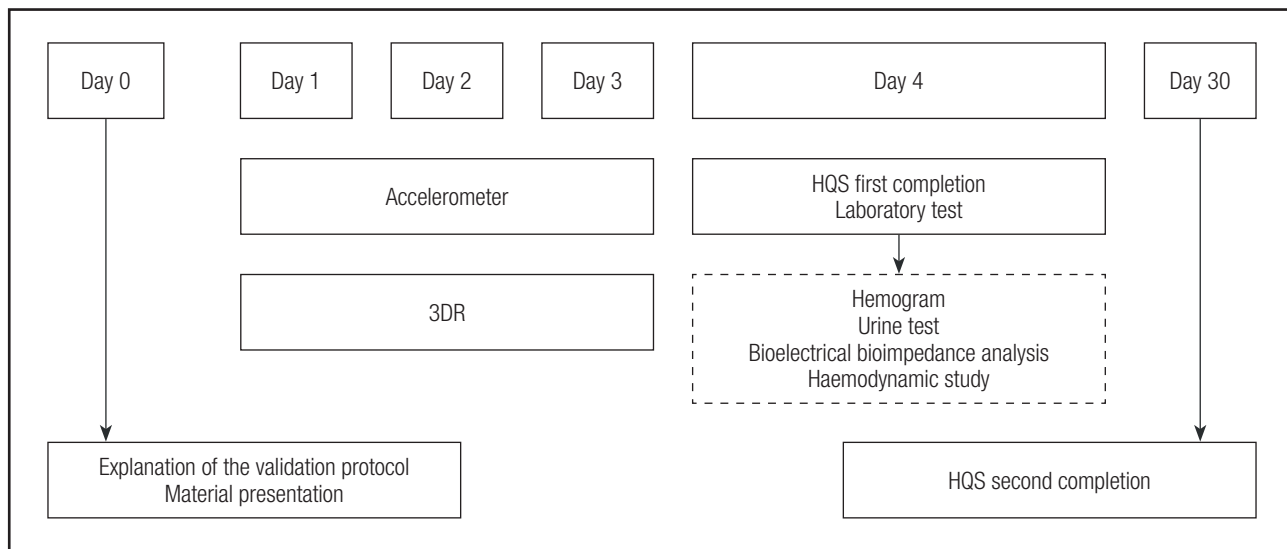 Day 0
Day 1
Day 2
Day 3
Day 4
Day 30
Accelerometer
HQS first completion
Laboratory test
3DR
Hemogram
Urine test
Bioelectrical bioimpedance analysis
Haemodynamic study
Explanation of the validation protocol
Material presentation
HQS second completion